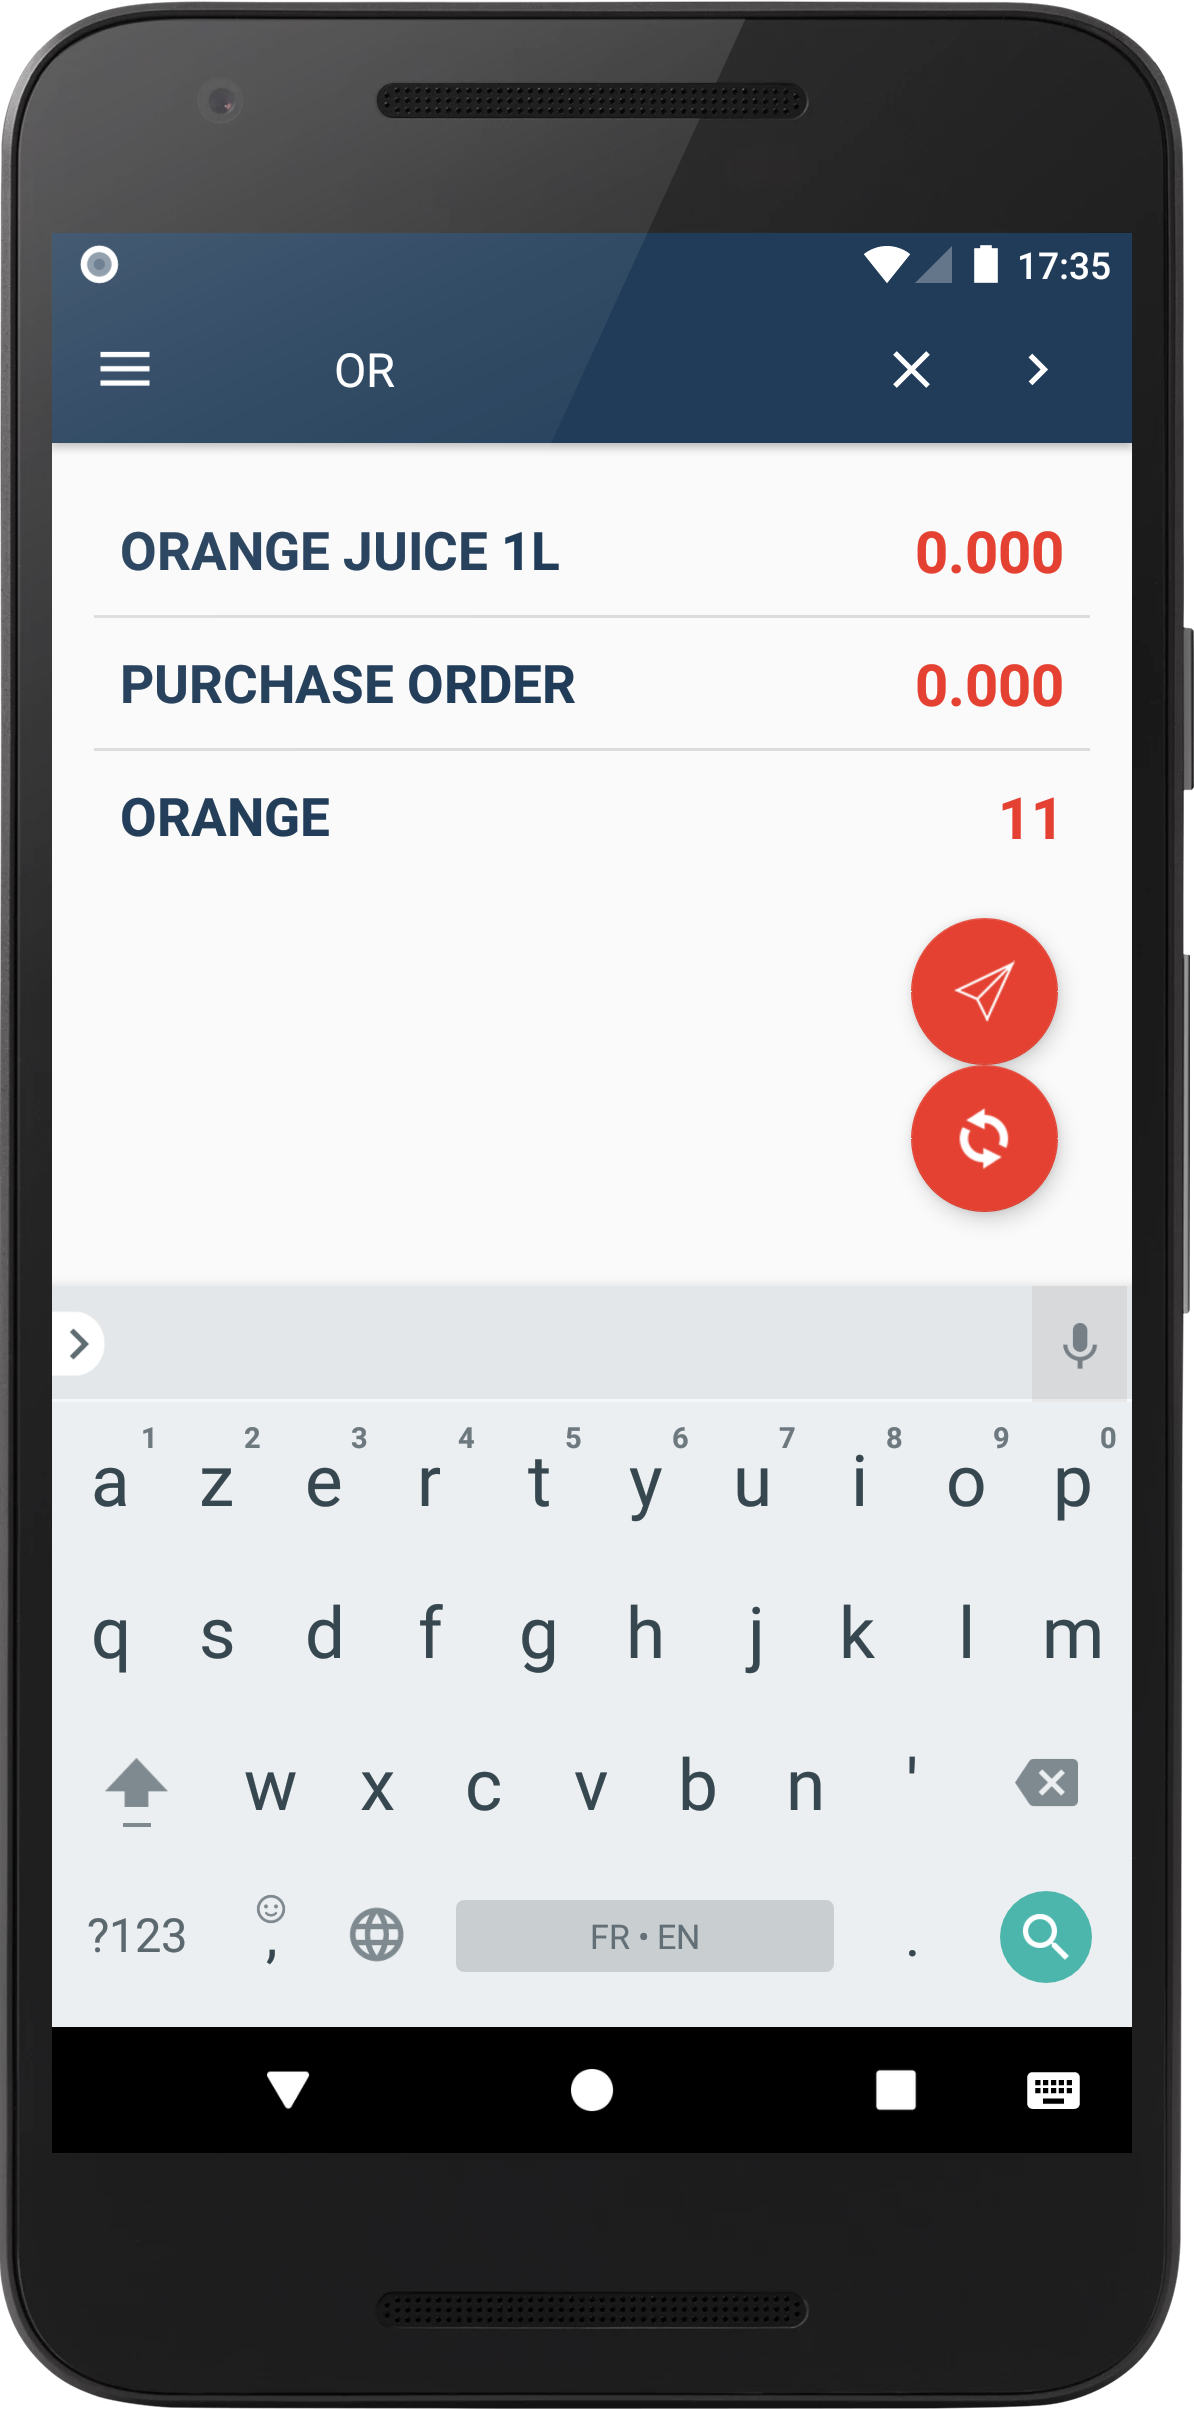 17:35
OR
ORANGE JUICE 1L 0.000
PURCHASE ORDER 0.000
ORANGE 11
1 2 3 4 5 6 7 8 9 0
a z e r t y u i o p
q s d f g h j k l m
w x c v b n '
?123 , FR • EN .